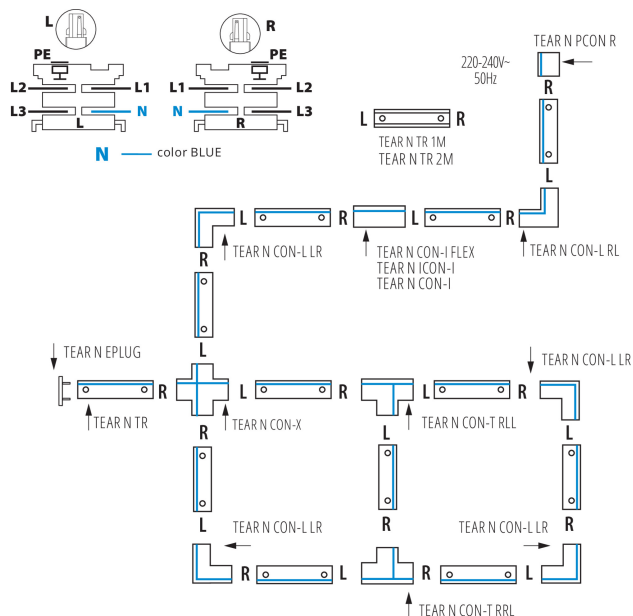 L
R
PE
PE
L2
L1
L1
L2
L3
N
N
L3
L
R
N
color BLUE
TEAR N PCON R
220-240V~
50Hz
R
L
R
TEAR N TR 1M
TEAR N TR 2M
L
L
R
L
R
R
TEAR N CON-L LR
TEAR N CON-I FLEX
TEAR N ICON-I
TEAR N CON-I
TEAR N CON-L RL
L
TEAR N EPLUG
TEAR N CON-L LR
R
L
R
L
R
TEAR N TR
TEAR N CON-X
TEAR N CON-T RLL
R
L
L
L
R
R
TEAR N CON-L LR
TEAR N CON-L LR
R
L
R
L
TEAR N CON-T RRL